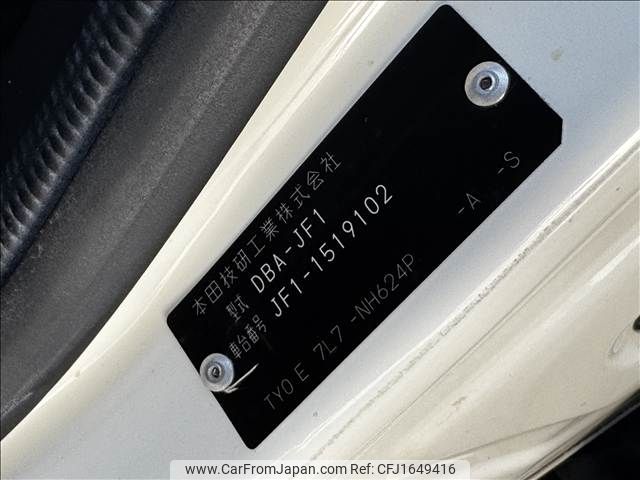 本田技研工業株式会社
型式 DBA-JF1
車台番号 JF1-1519102
TY0 E 7L7 -NH624P -A -S
www.CarFromJapan.com REF:CFJ1649416